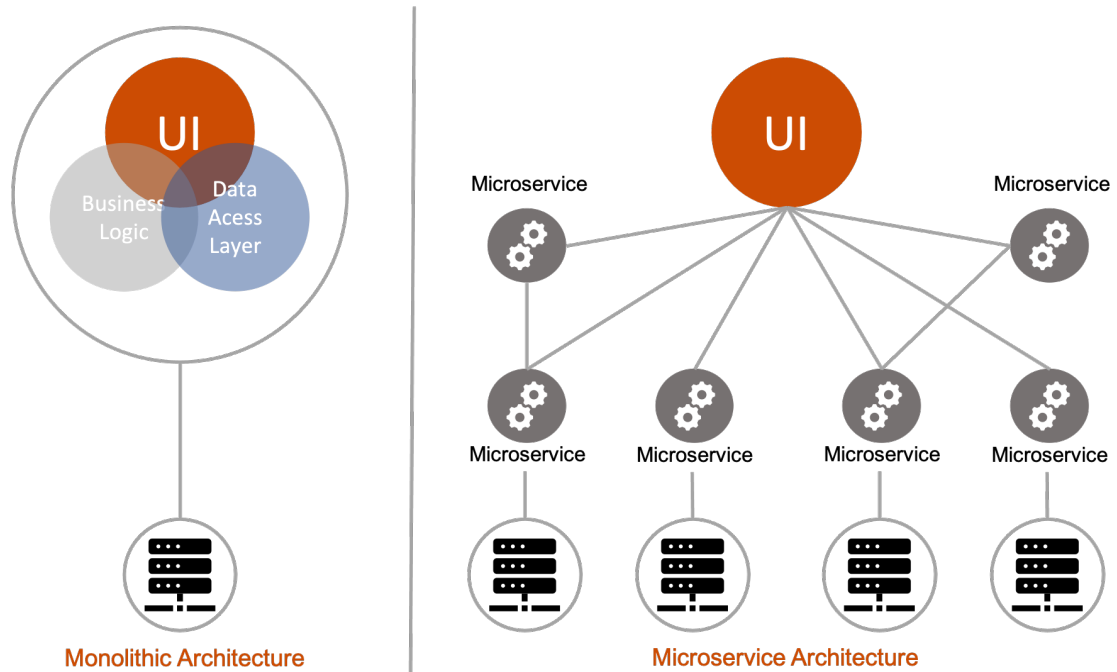 UI
Business
Logic
Data
Acess
Layer
Monolithic Architecture
UI
Microservice
Microservice
Microservice
Microservice
Microservice
Microservice
Microservice Architecture